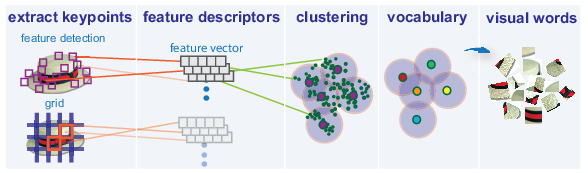 extract keypoints
feature descriptors
clustering
vocabulary
visual words
feature detection
feature vector
grid